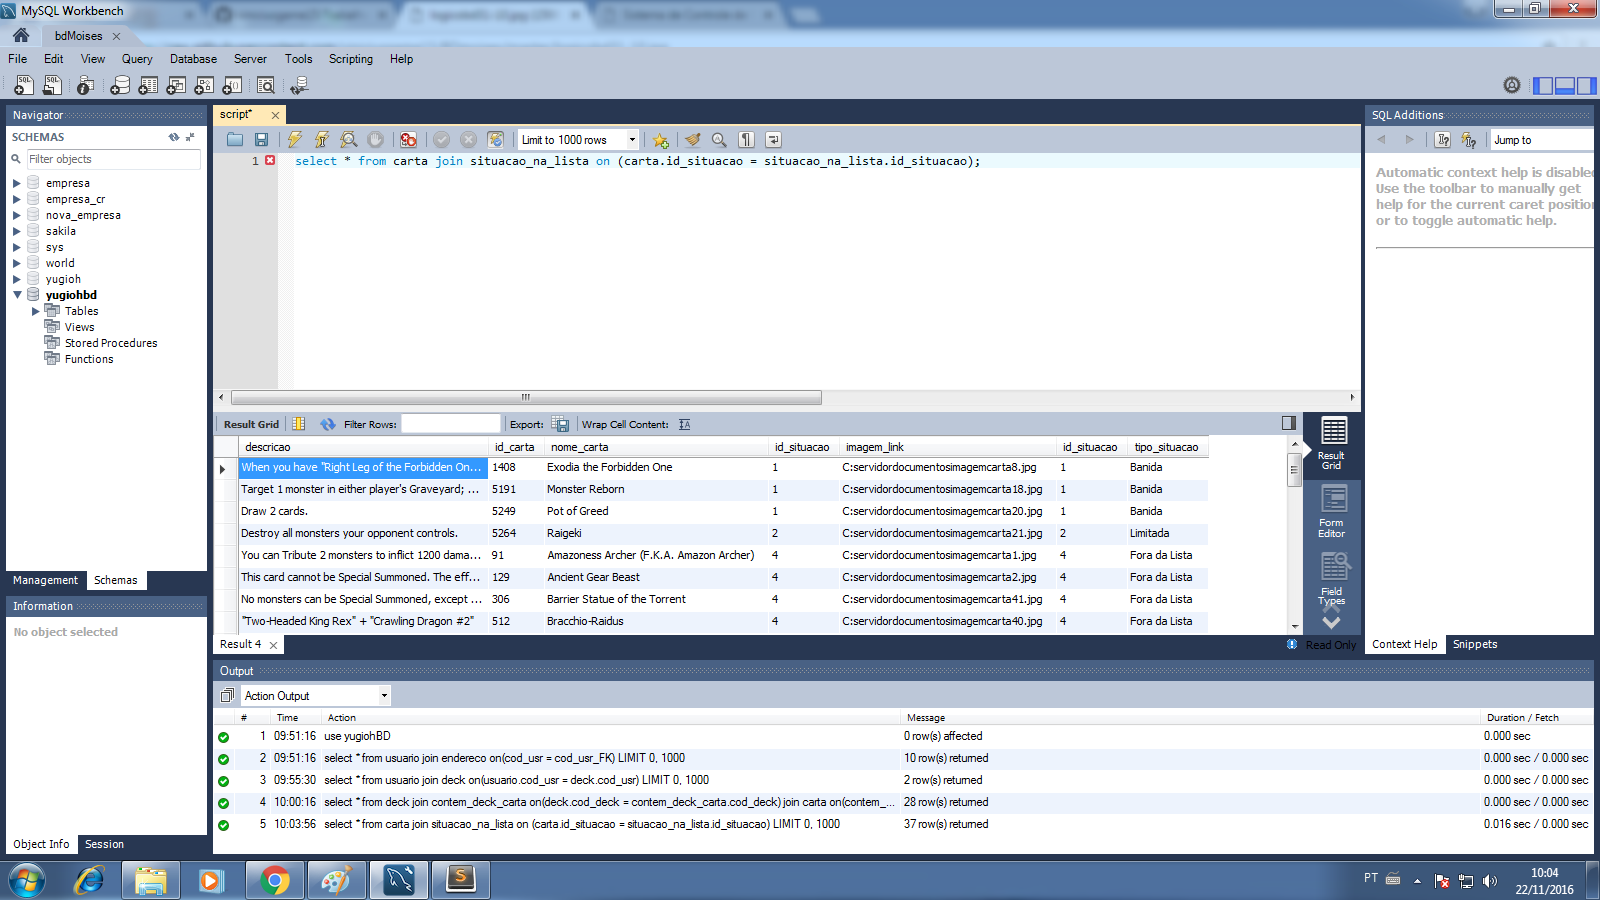 MySQL Workbench
bdMoises
File Edit View Query Database Server Tools Scripting Help
Navigator
SCHEMAS
Filter objects
empresa
empresa_cr
nova_empresa
sakila
sys
world
yugioh
yugiohbd
Tables
Views
Stored Procedures
Functions
Management Schemas
Information
No object selected
Object Info Session
script*
Limit to 1000 rows
1 select * from carta join situacao_na_lista on (carta.id_situacao = situacao_na_lista.id_situacao);
Result Grid Filter Rows: Export: Wrap Cell Content:
descricao id_carta nome_carta id_situacao imagem_link id_situacao tipo_situacao
When you have "Right Leg of the Forbidden On... 1408 Exodia the Forbidden One 1 C:servidordocumentosimagemcarta8.jpg 1 Banida
Target 1 monster in either player's Graveyard; ... 5191 Monster Reborn 1 C:servidordocumentosimagemcarta18.jpg 1 Banida
Draw 2 cards. 5249 Pot of Greed 1 C:servidordocumentosimagemcarta20.jpg 1 Banida
Destroy all monsters your opponent controls. 5264 Raigeki 2 C:servidordocumentosimagemcarta21.jpg 2 Limitada
You can Tribute 2 monsters to inflict 1200 dama... 91 Amazoness Archer (F.K.A. Amazon Archer) 4 C:servidordocumentosimagemcarta1.jpg 4 Fora da Lista
This card cannot be Special Summoned. The eff... 129 Ancient Gear Beast 4 C:servidordocumentosimagemcarta2.jpg 4 Fora da Lista
No monsters can be Special Summoned, except ... 306 Barrier Statue of the Torrent 4 C:servidordocumentosimagemcarta41.jpg 4 Fora da Lista
"Two-Headed King Rex" + "Crawling Dragon #2" 512 Bracchio-Raidus 4 C:servidordocumentosimagemcarta40.jpg 4 Fora da Lista
Result Grid
Form Editor
Field Types
Result 4
Read Only
SQL Additions
Jump to
Automatic context help is disabled
Use the toolbar to manually get
help for the current caret position
or to toggle automatic help.
Context Help Snippets
Output
Action Output
# Time Action Message Duration / Fetch
1 09:51:16 use yugiohBD 0 row(s) affected 0.000 sec
2 09:51:16 select * from usuario join endereco on(cod_usr = cod_usr_FK) LIMIT 0, 1000 10 row(s) returned 0.000 sec / 0.000 sec
3 09:55:30 select * from usuario join deck on(usuario.cod_usr = deck.cod_usr) LIMIT 0, 1000 2 row(s) returned 0.000 sec / 0.000 sec
4 10:00:16 select * from deck join contem_deck_carta on(deck.cod_deck = contem_deck_carta.cod_deck) join carta on(contem_... 28 row(s) returned 0.000 sec / 0.000 sec
5 10:03:56 select * from carta join situacao_na_lista on (carta.id_situacao = situacao_na_lista.id_situacao) LIMIT 0, 1000 37 row(s) returned 0.016 sec / 0.000 sec
PT
10:04
22/11/2016